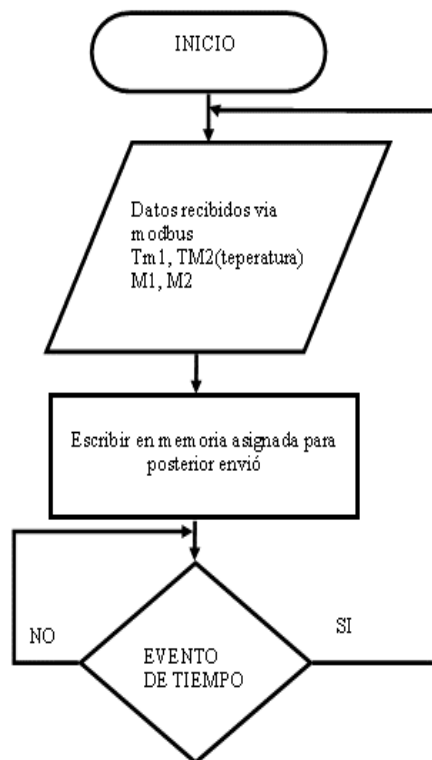 INICIO
Datos recibidos via
modbus
Tm1, TM2(teperatura)
M1, M2
Escribir en memoria asignada para
posterior envió
NO
SI
EVENTO
DE TIEMPO